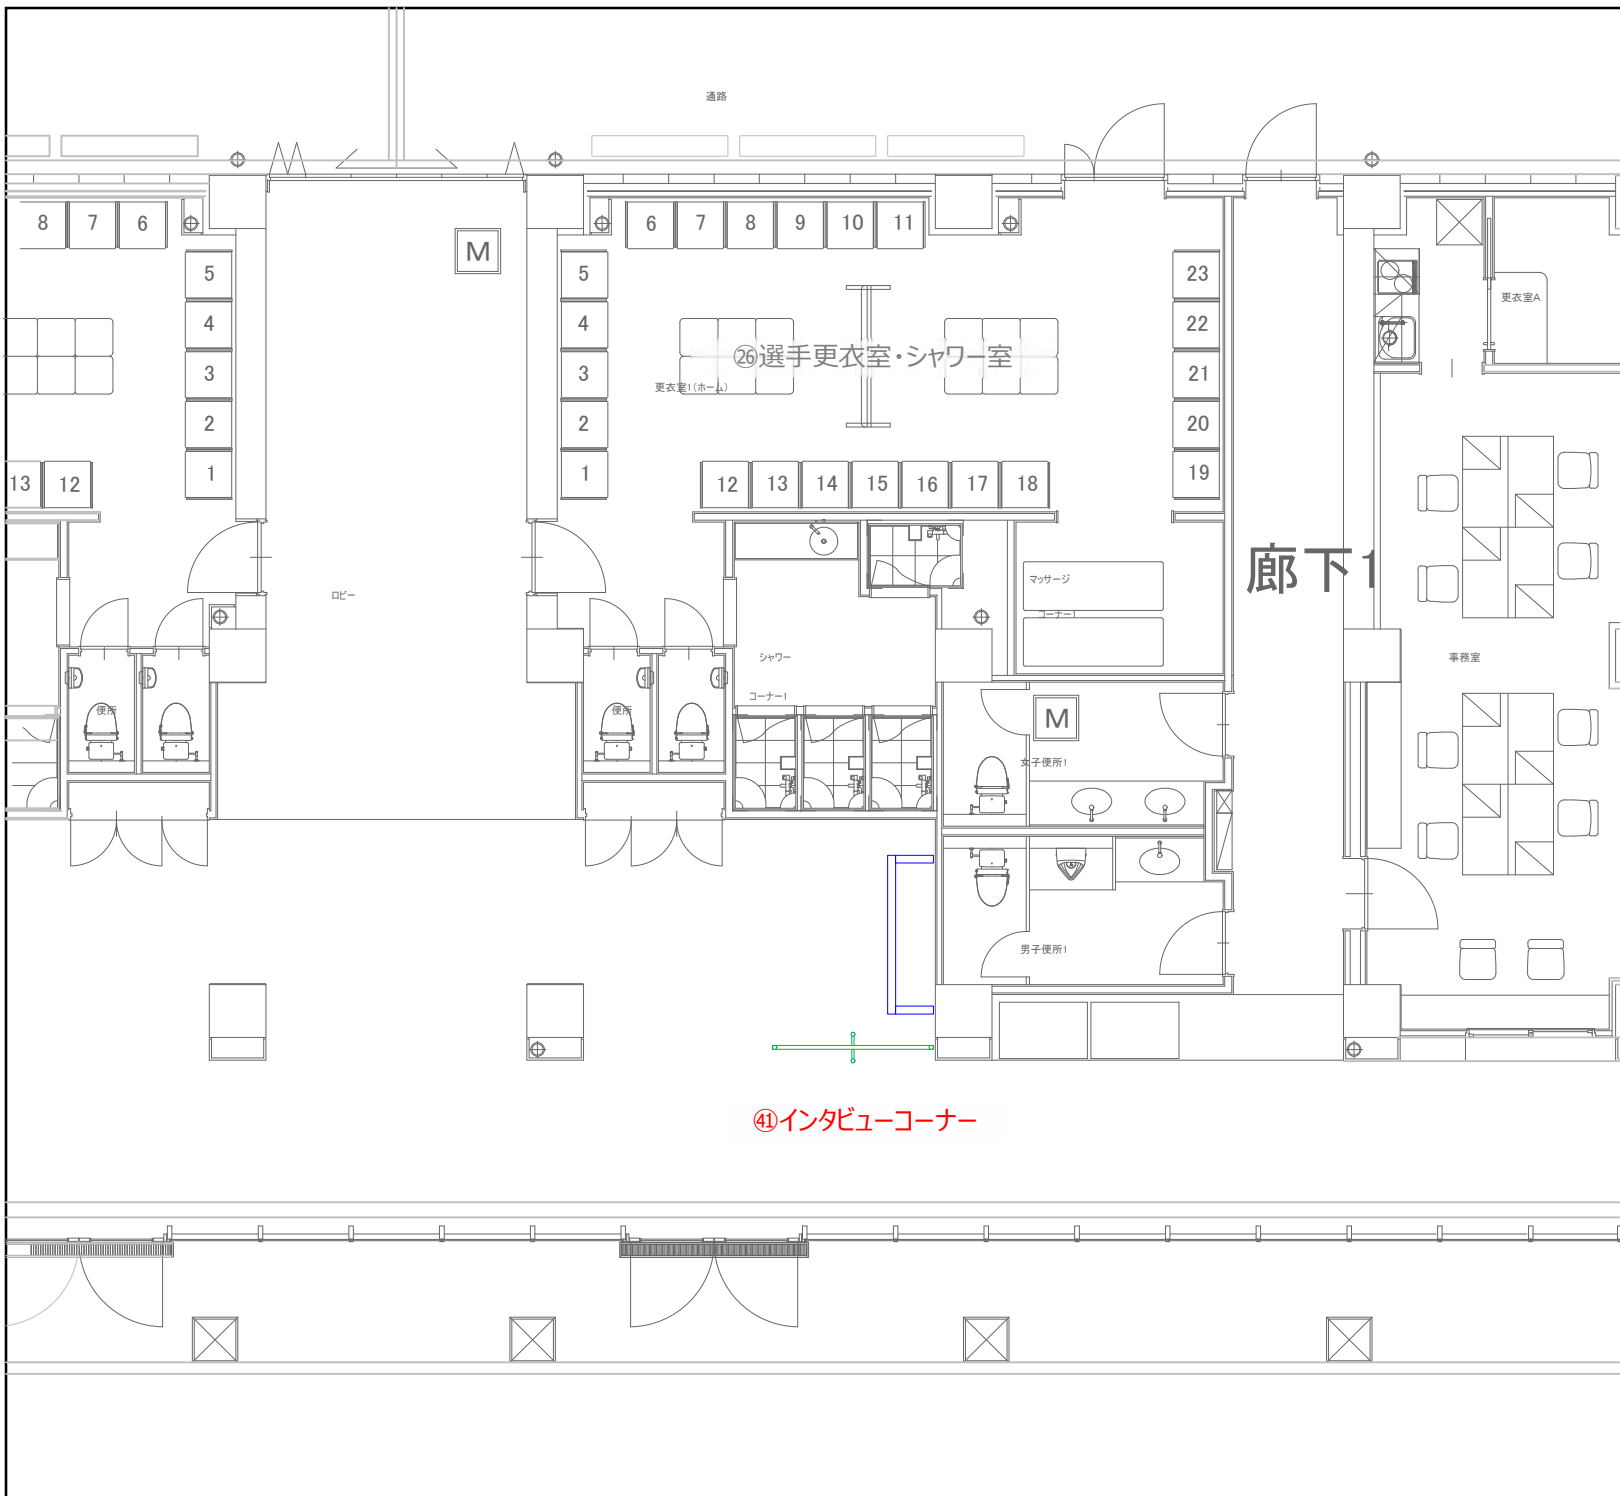 通路
8 7 6
6 7 8 9 10 11
M
5
4
3
2
1
5
4
3
2
1
23
22
21
20
19
更衣室A
㉖選手更衣室・シャワー室
更衣室1(ホーム)
13 12
12 13 14 15 16 17 18
廊下1
マッサージ
コーナー1
ロビー
シャワー
コーナー1
事務室
便所
便所
M
女子便所1
男子便所1
㊶インタビューコーナー